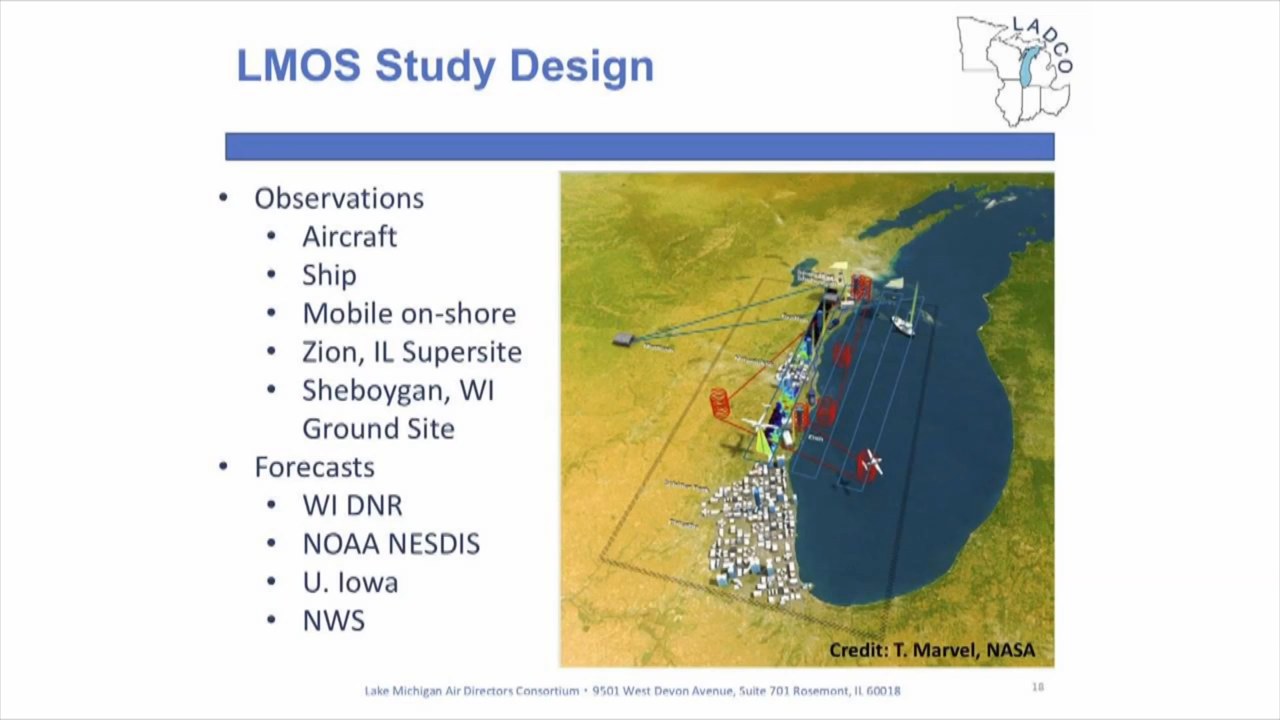 LMOS Study Design
LADCO
• Observations
• Aircraft
• Ship
• Mobile on-shore
• Zion, IL Supersite
• Sheboygan, WI
Ground Site
• Forecasts
• WI DNR
• NOAA NESDIS
• U. Iowa
• NWS
Zion
Credit: T. Marvel, NASA
Lake Michigan Air Directors Consortium • 9501 West Devon Avenue, Suite 701 Rosemont, IL 60018
18